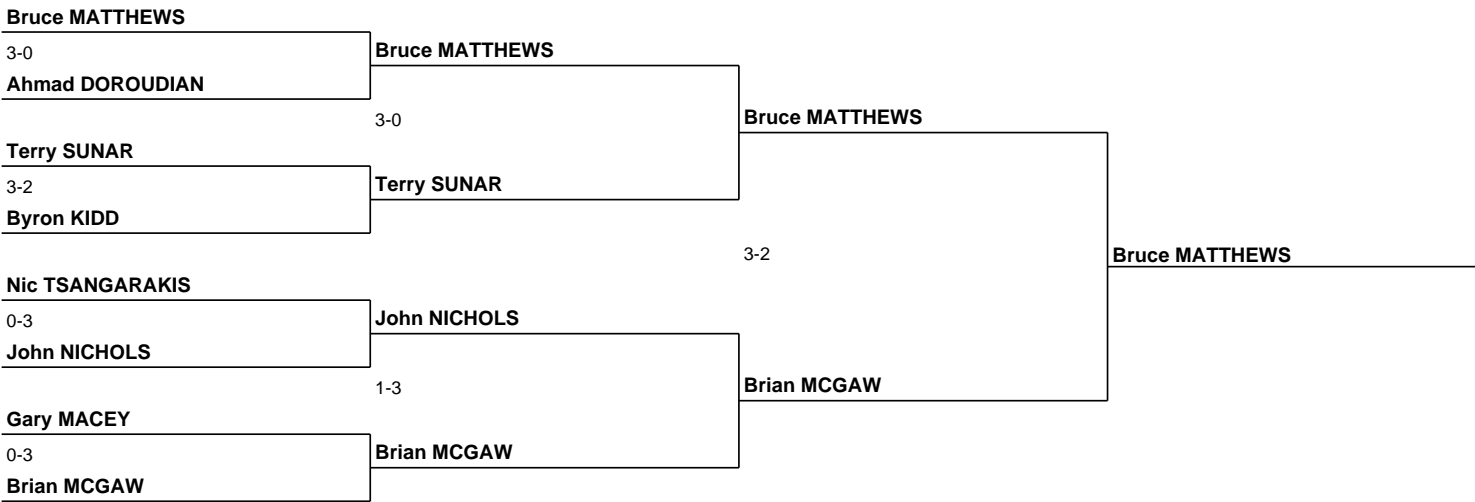 Bruce MATTHEWS
3-0
Bruce MATTHEWS
Ahmad DOROUDIAN
3-0
Bruce MATTHEWS
Terry SUNAR
3-2
Terry SUNAR
Byron KIDD
3-2
Bruce MATTHEWS
Nic TSANGARAKIS
0-3
John NICHOLS
John NICHOLS
1-3
Brian MCGAW
Gary MACEY
0-3
Brian MCGAW
Brian MCGAW